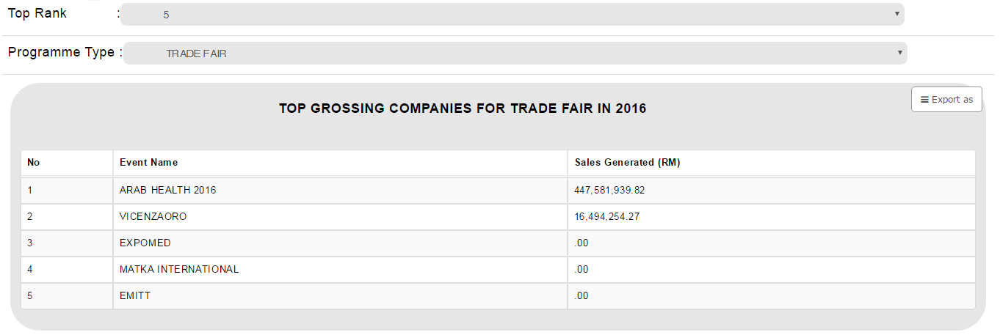 Top Rank : 5
Programme Type : TRADE FAIR
Export as
TOP GROSSING COMPANIES FOR TRADE FAIR IN 2016
No Event Name Sales Generated (RM)
1 ARAB HEALTH 2016 447,581,939.82
2 VICENZAORO 16,494,254.27
3 EXPOMED .00
4 MATKA INTERNATIONAL .00
5 EMITT .00